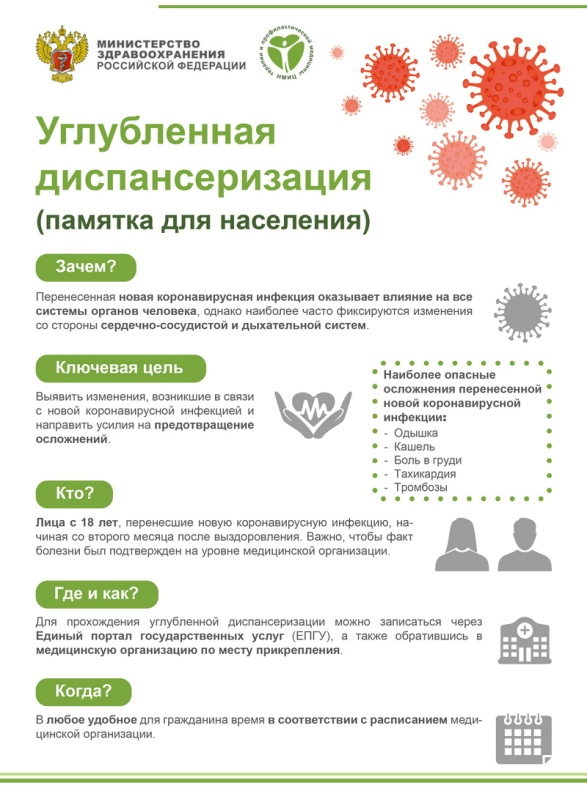 МИНИСТЕРСТВО
ЗДРАВООХРАНЕНИЯ
РОССИЙСКОЙ ФЕДЕРАЦИИ
терапии и профилактической медицины
НМИЦ
Углубленная
диспансеризация
(памятка для населения)
Зачем?
Перенесенная новая коронавирусная инфекция оказывает влияние на все
системы органов человека, однако наиболее часто фиксируются изменения
со стороны сердечно-сосудистой и дыхательной систем.
Ключевая цель
Выявить изменения, возникшие в связи
с новой коронавирусной инфекцией и
направить усилия на предотвращение
осложнений.
Наиболее опасные
осложнения перенесенной
новой коронавирусной
инфекции:
- Одышка
- Кашель
- Боль в груди
- Тахикардия
- Тромбозы
Кто?
Лица с 18 лет, перенесшие новую коронавирусную инфекцию, на-
чиная со второго месяца после выздоровления. Важно, чтобы факт
болезни был подтвержден на уровне медицинской организации.
Где и как?
Для прохождения углубленной диспансеризации можно записаться через
Единый портал государственных услуг (ЕПГУ), а также обратившись в
медицинскую организацию по месту прикрепления.
Когда?
В любое удобное для гражданина время в соответствии с расписанием меди-
цинской организации.